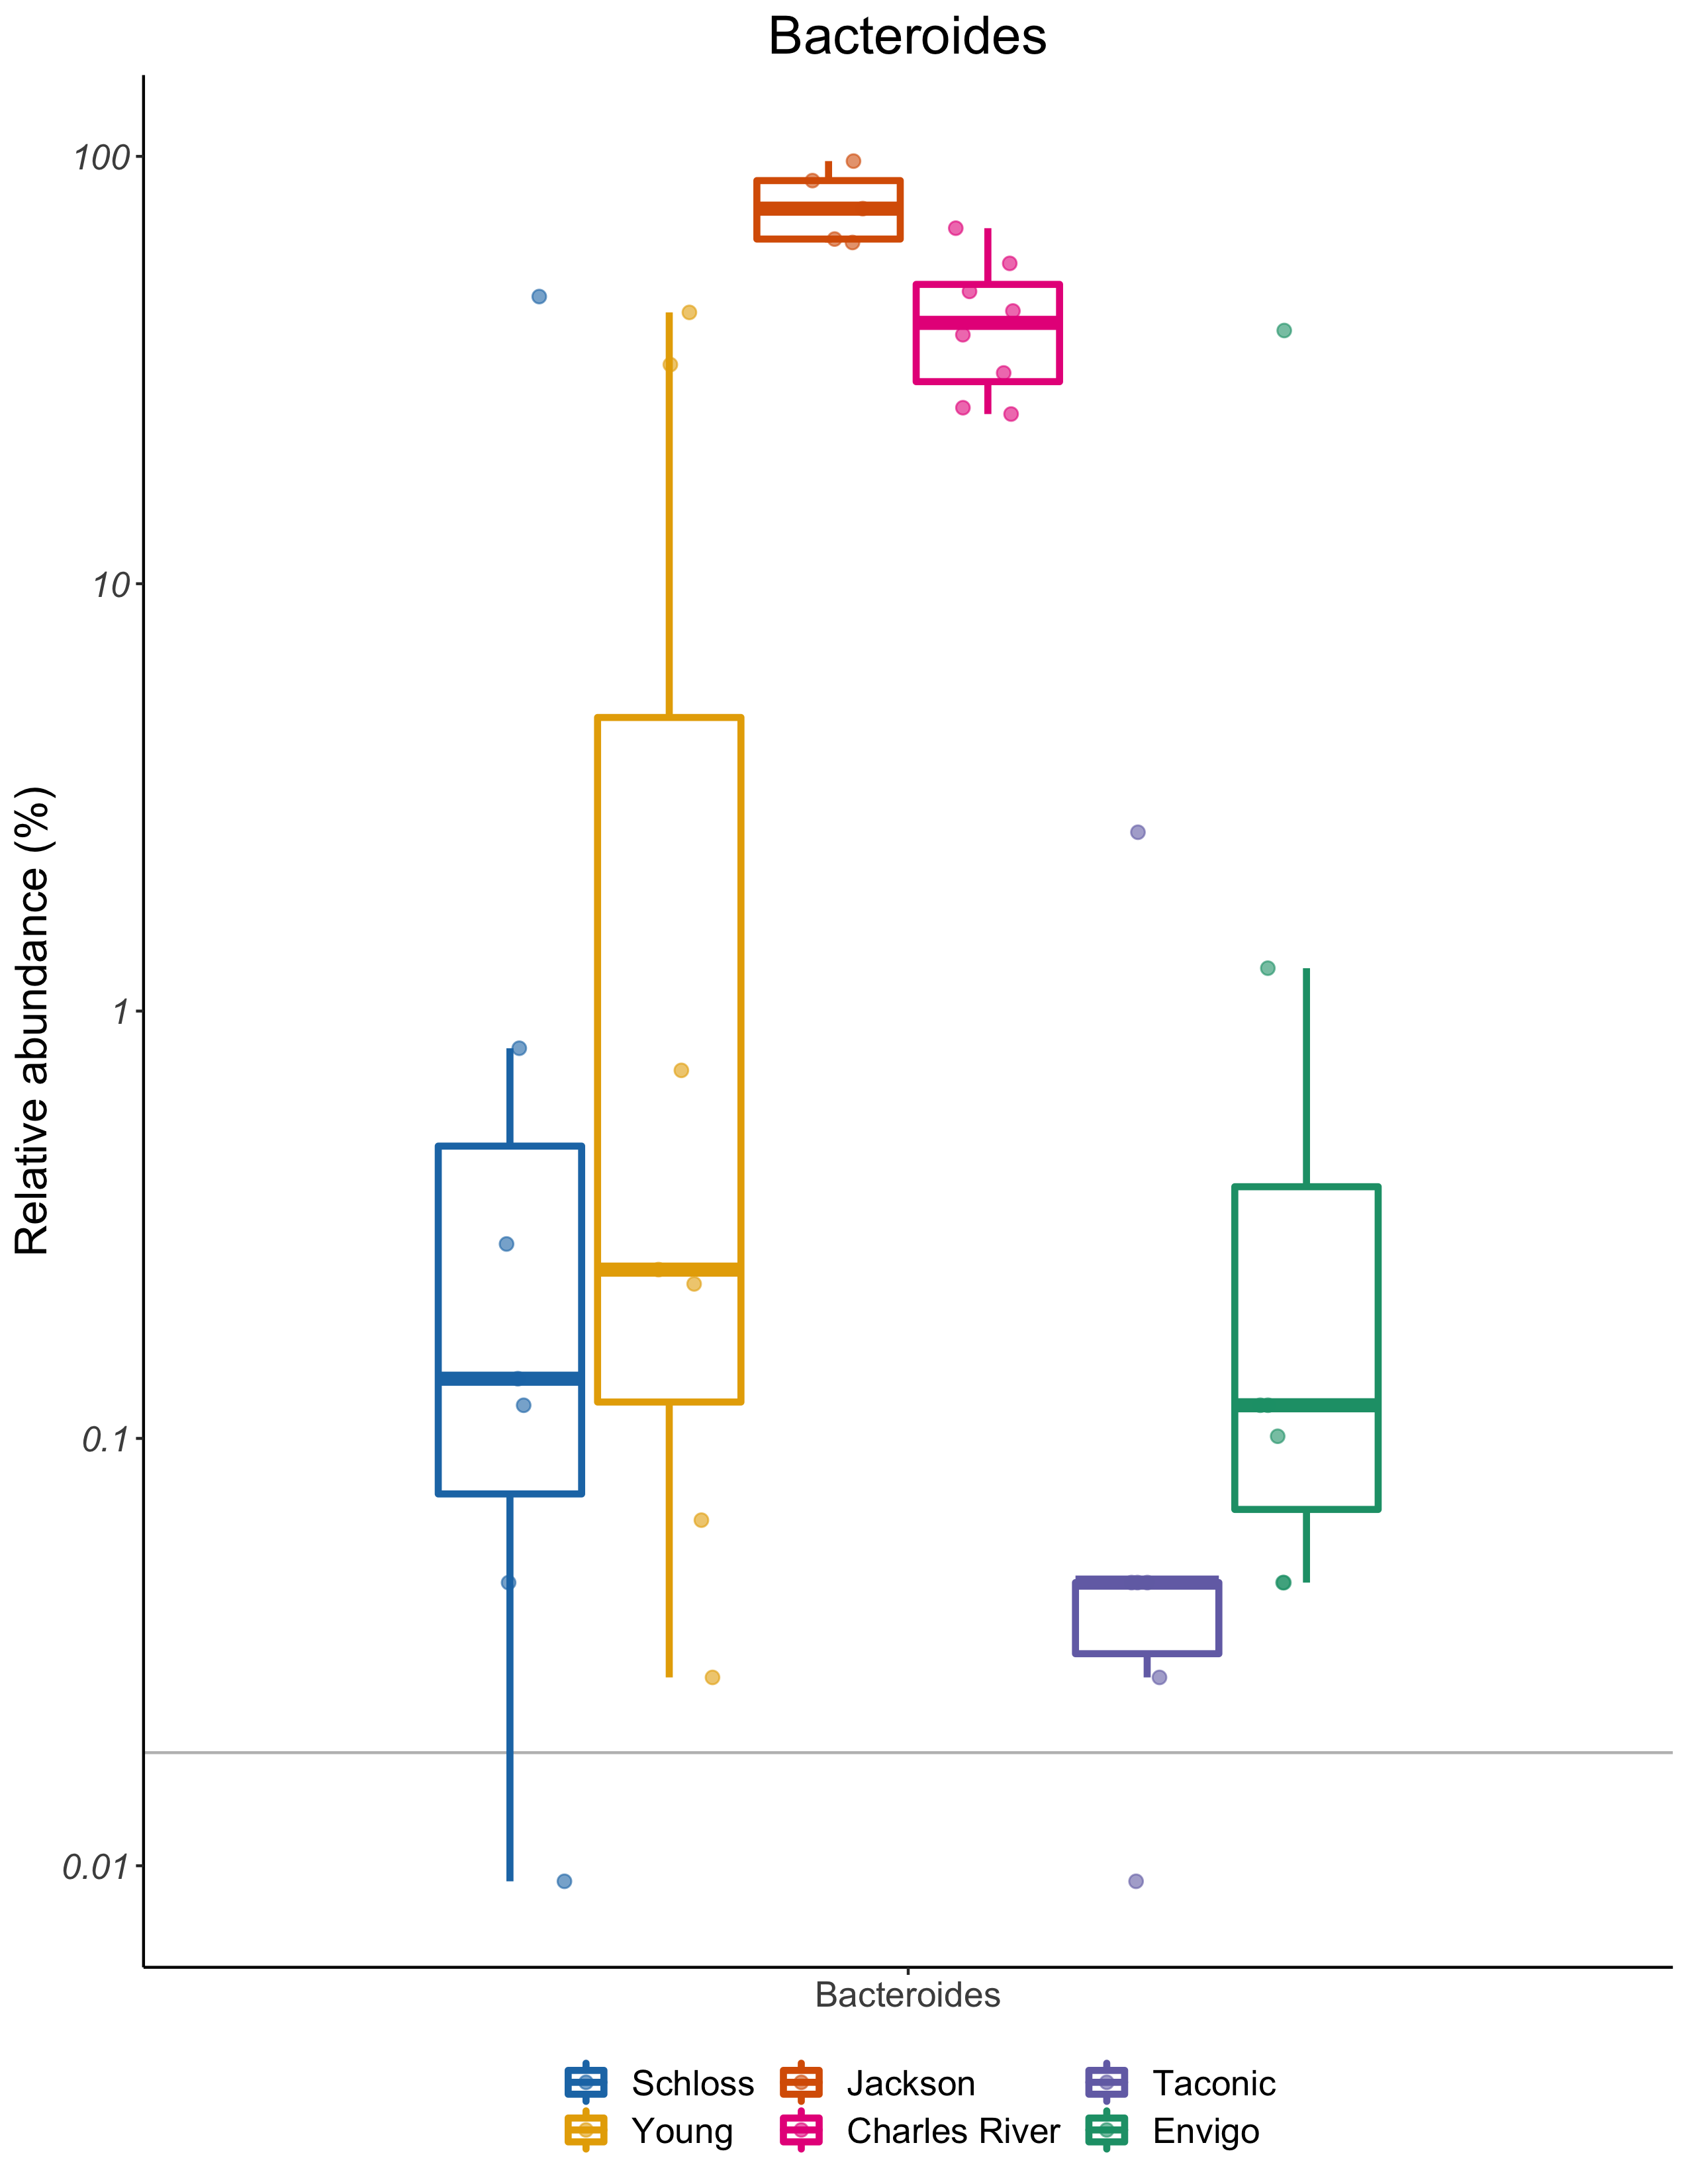 Bacteroides
Relative abundance (%)
100
10
1
0.1
0.01
Bacteroides
Schloss
Jackson
Taconic
Young
Charles River
Envigo